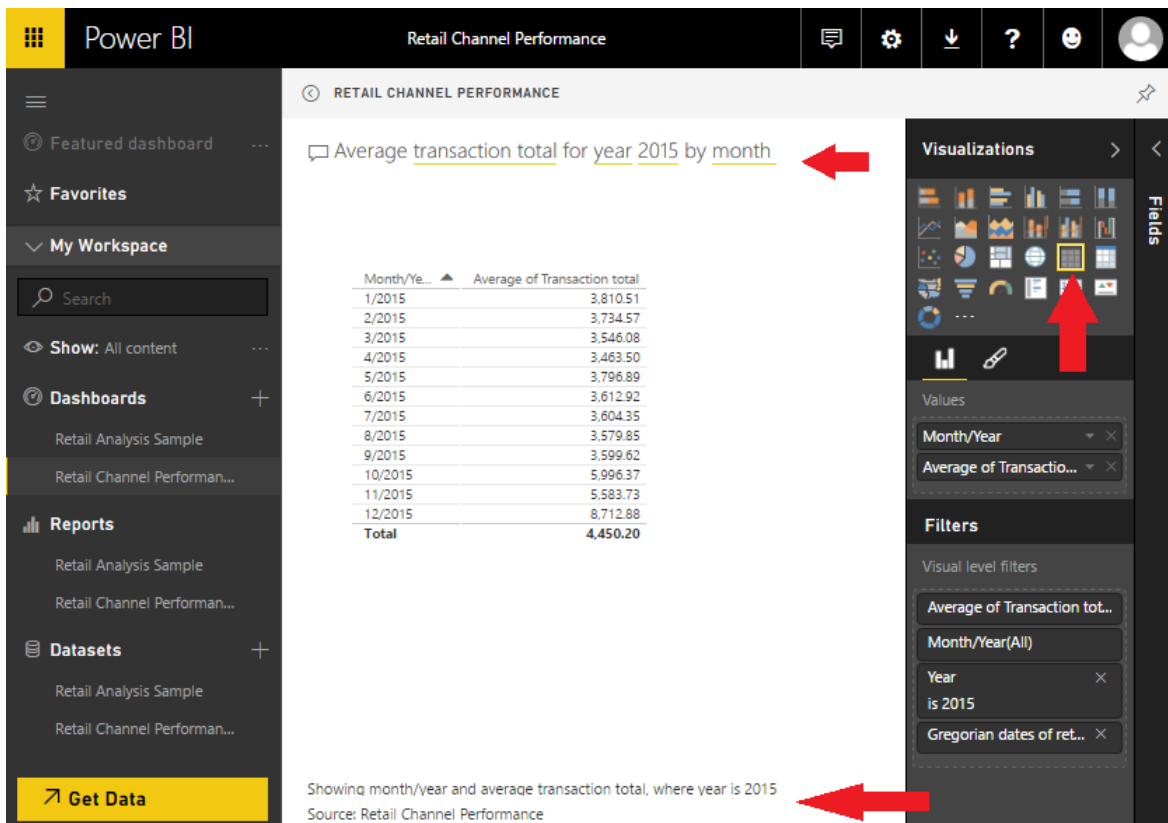 Power BI
Retail Channel Performance
?
RETAIL CHANNEL PERFORMANCE
Featured dashboard ...
Favorites
My Workspace
Search
Show: All content ...
Dashboards +
Retail Analysis Sample
Retail Channel Performan...
Reports
Retail Analysis Sample
Retail Channel Performan...
Datasets +
Retail Analysis Sample
Retail Channel Performan...
Get Data
Average transaction total for year 2015 by month
Month/Ye... Average of Transaction total
1/2015 3,810.51
2/2015 3,734.57
3/2015 3,546.08
4/2015 3,463.50
5/2015 3,796.89
6/2015 3,612.92
7/2015 3,604.35
8/2015 3,579.85
9/2015 3,599.62
10/2015 5,996.37
11/2015 5,583.73
12/2015 8,712.88
Total 4,450.20
Showing month/year and average transaction total, where year is 2015
Source: Retail Channel Performance
Visualizations
...
Values
Month/Year
Average of Transactio...
Filters
Visual level filters
Average of Transaction tot...
Month/Year(All)
Year
is 2015
Gregorian dates of ret...
Fields